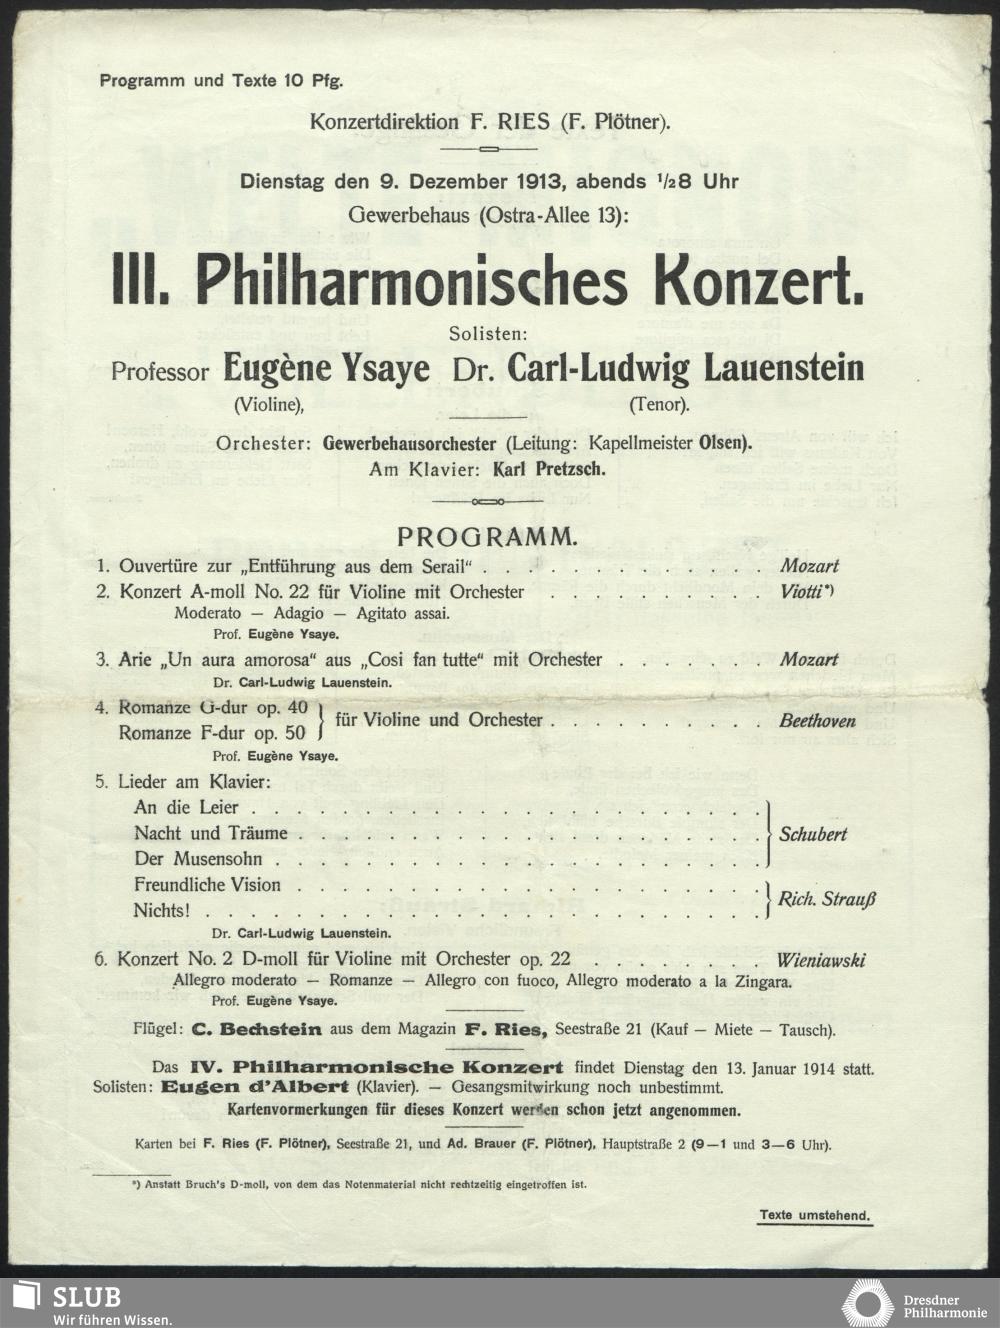 Programm und Texte 10 Pfg.
Konzertdirektion F. RIES (F. Plötner).
Dienstag den 9. Dezember 1913, abends 1/28 Uhr
Gewerbehaus (Ostra-Allee 13):
III. Philharmonisches Konzert.
Solisten:
Professor Eugène Ysaye Dr. Carl-Ludwig Lauenstein
(Violine), (Tenor).
Orchester: Gewerbehausorchester (Leitung: Kapellmeister Olsen).
Am Klavier: Karl Pretzsch.
PROGRAMM.
1. Ouvertüre zur „Entführung aus dem Serail“ . . . . . . . . . . . . . Mozart
2. Konzert A-moll No. 22 für Violine mit Orchester . . . . . . . . . . Viotti*)
Moderato — Adagio — Agitato assai.
Prof. Eugène Ysaye.
3. Arie „Un aura amorosa“ aus „Cosi fan tutte“ mit Orchester . . . . . . . Mozart
Dr. Carl-Ludwig Lauenstein.
4. Romanze G-dur op. 40
Romanze F-dur op. 50 } für Violine und Orchester . . . . . . . . . . Beethoven
Prof. Eugène Ysaye.
5. Lieder am Klavier:
An die Leier . . . . . . . . . . . . . . . . . . . . . .
Nacht und Träume . . . . . . . . . . . . . . . . . . . . } Schubert
Der Musensohn . . . . . . . . . . . . . . . . . . . . .
Freundliche Vision . . . . . . . . . . . . . . . . . . . . } Rich. Strauß
Nichts! . . . . . . . . . . . . . . . . . . . . . . . .
Dr. Carl-Ludwig Lauenstein.
6. Konzert No. 2 D-moll für Violine mit Orchester op. 22 . . . . . . . . Wieniawski
Allegro moderato — Romanze — Allegro con fuoco, Allegro moderato a la Zingara.
Prof. Eugène Ysaye.
Flügel: C. Bechstein aus dem Magazin F. Ries, Seestraße 21 (Kauf — Miete — Tausch).
Das IV. Philharmonische Konzert findet Dienstag den 13. Januar 1914 statt.
Solisten: Eugen d'Albert (Klavier). — Gesangsmitwirkung noch unbestimmt.
Kartenvormerkungen für dieses Konzert werden schon jetzt angenommen.
Karten bei F. Ries (F. Plötner), Seestraße 21, und Ad. Brauer (F. Plötner), Hauptstraße 2 (9—1 und 3—6 Uhr).
*) Anstatt Bruch's D-moll, von dem das Notenmaterial nicht rechtzeitig eingetroffen ist.
Texte umstehend.
SLUB
Wir führen Wissen.
Dresdner
Philharmonie